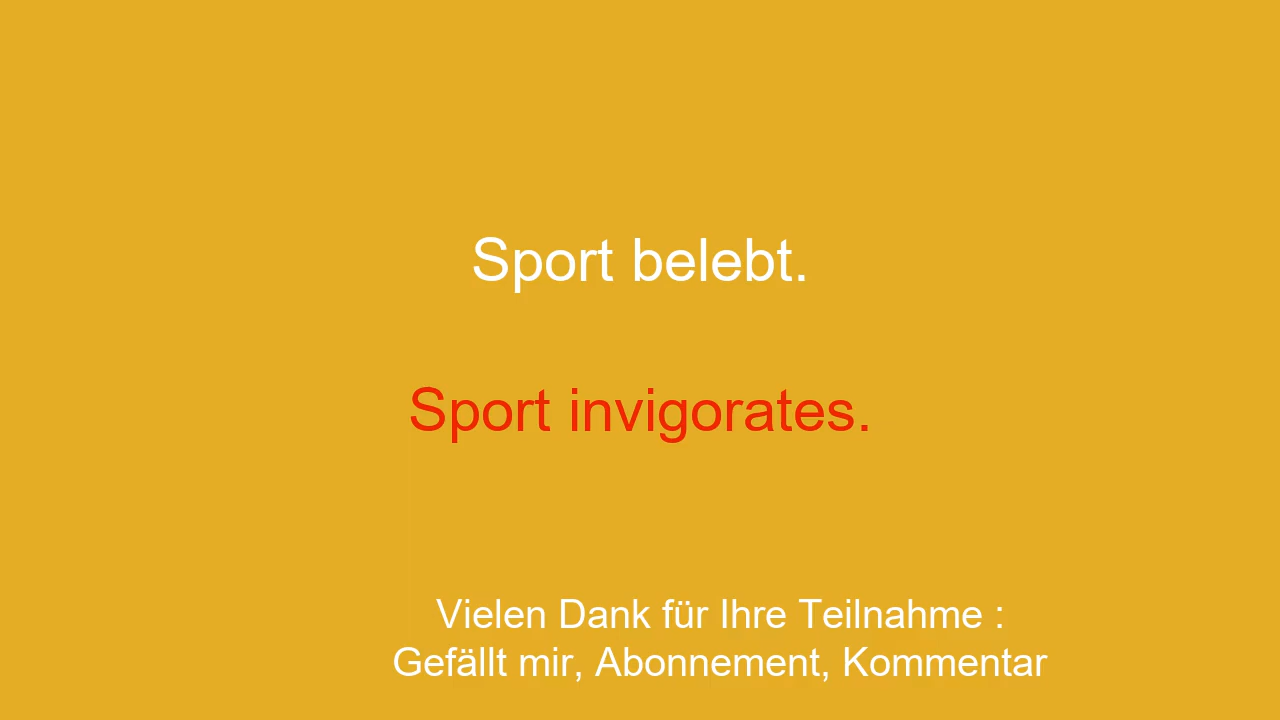 Sport belebt.
Sport invigorates.
Vielen Dank für Ihre Teilnahme :
Gefällt mir, Abonnement, Kommentar